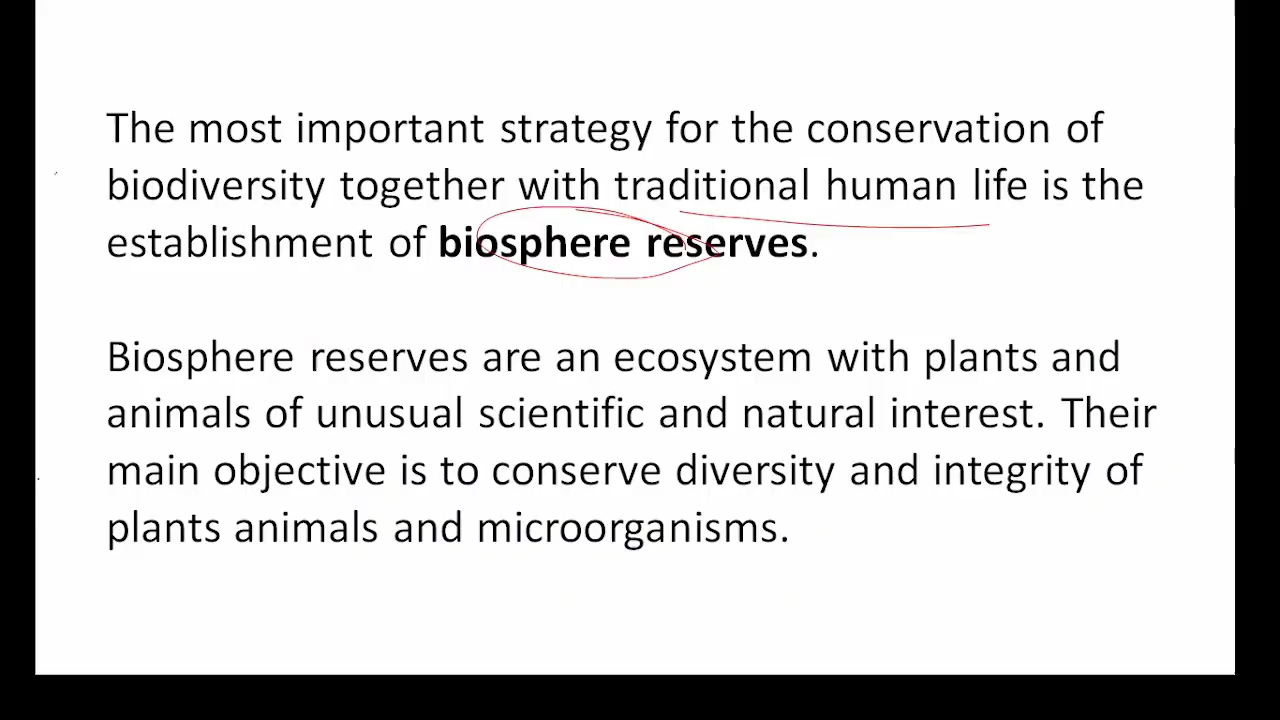 The most important strategy for the conservation of
biodiversity together with traditional human life is the
establishment of biosphere reserves.
Biosphere reserves are an ecosystem with plants and
animals of unusual scientific and natural interest. Their
main objective is to conserve diversity and integrity of
plants animals and microorganisms.